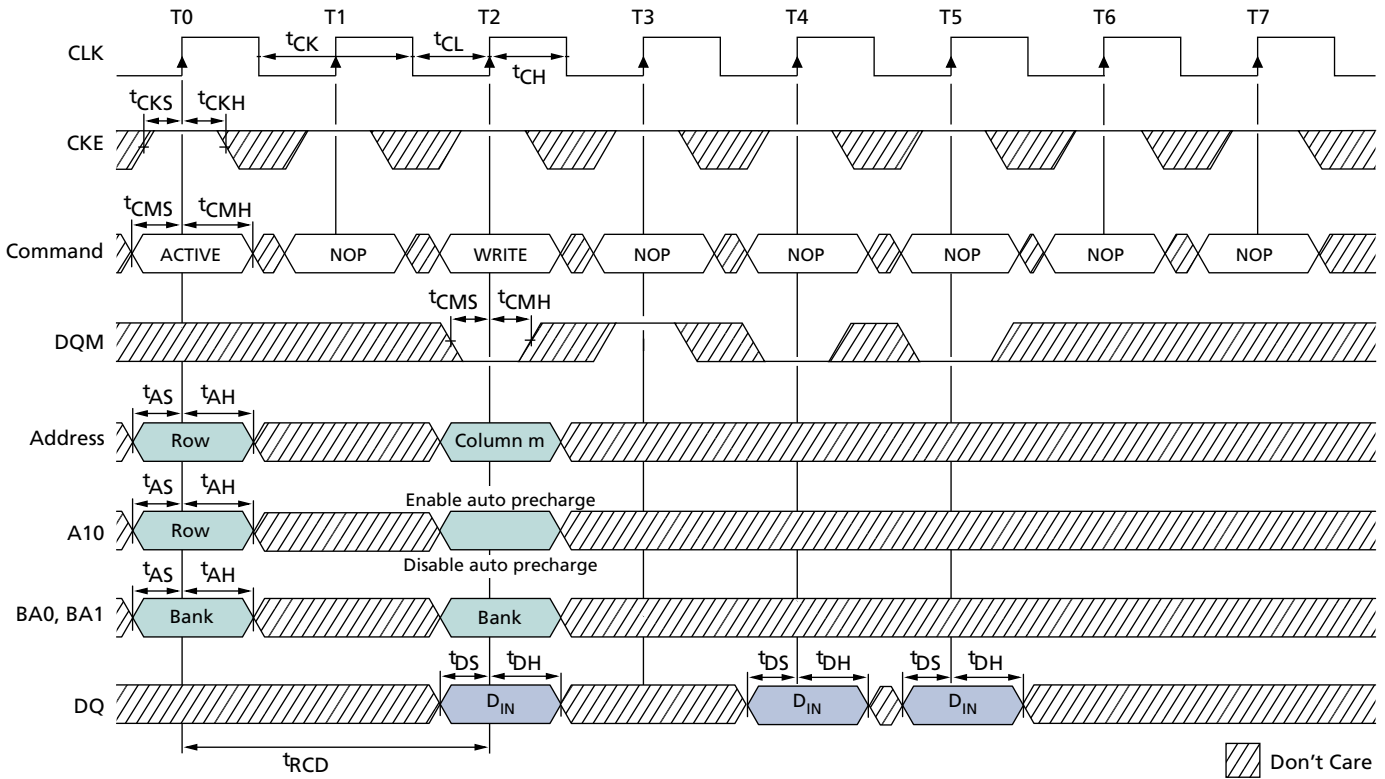 T0 T1 T2 T3 T4 T5 T6 T7
CLK
tCK tCL
tCH
tCKS tCKH
CKE
tCMS tCMH
Command ACTIVE NOP WRITE NOP NOP NOP NOP NOP
tCMS tCMH
DQM
tAS tAH
Address Row Column m
tAS tAH Enable auto precharge
A10 Row
Disable auto precharge
tAS tAH
BA0, BA1 Bank Bank
tDS tDH tDS tDH tDS tDH
DQ DIN DIN DIN
tRCD
Don't Care